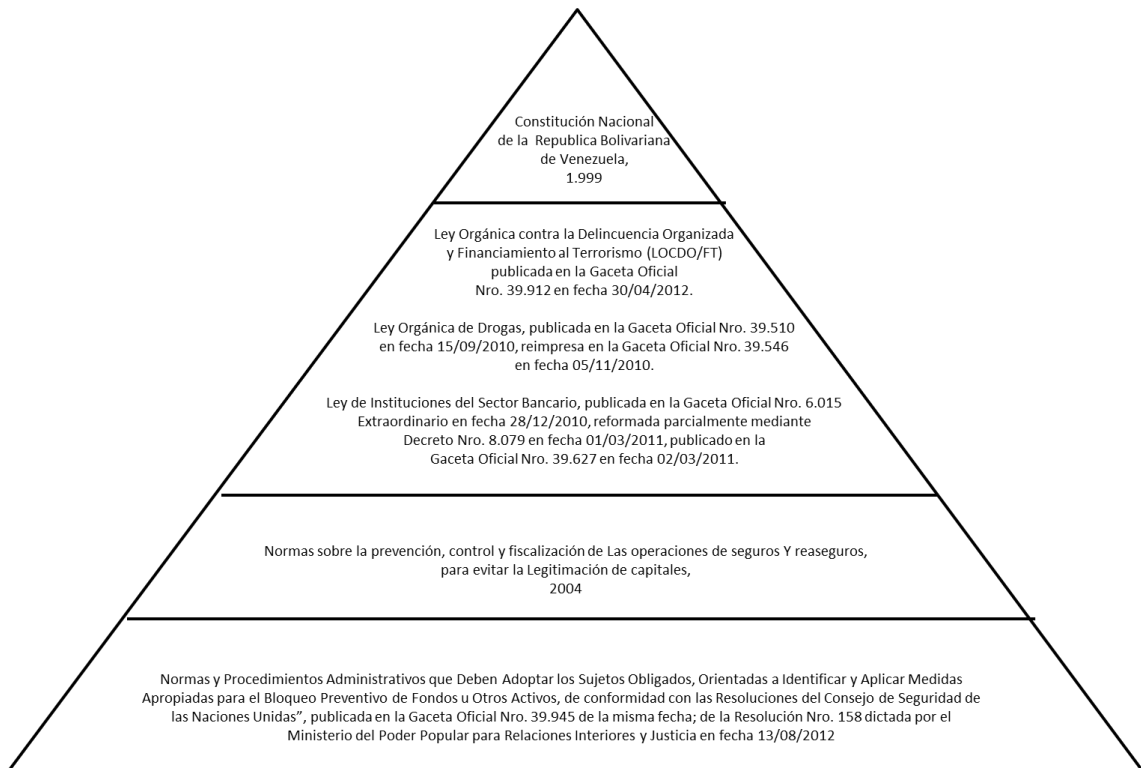 Constitución Nacional
de la Republica Bolivariana
de Venezuela,
1.999
Ley Orgánica contra la Delincuencia Organizada
y Financiamiento al Terrorismo (LOCDO/FT)
publicada en la Gaceta Oficial
Nro. 39.912 en fecha 30/04/2012.
Ley Orgánica de Drogas, publicada en la Gaceta Oficial Nro. 39.510
en fecha 15/09/2010, reimpresa en la Gaceta Oficial Nro. 39.546
en fecha 05/11/2010.
Ley de Instituciones del Sector Bancario, publicada en la Gaceta Oficial Nro. 6.015
Extraordinario en fecha 28/12/2010, reformada parcialmente mediante
Decreto Nro. 8.079 en fecha 01/03/2011, publicado en la
Gaceta Oficial Nro. 39.627 en fecha 02/03/2011.
Normas sobre la prevención, control y fiscalización de Las operaciones de seguros Y reaseguros,
para evitar la Legitimación de capitales,
2004
Normas y Procedimientos Administrativos que Deben Adoptar los Sujetos Obligados, Orientadas a Identificar y Aplicar Medidas
Apropiadas para el Bloqueo Preventivo de Fondos u Otros Activos, de conformidad con las Resoluciones del Consejo de Seguridad de
las Naciones Unidas”, publicada en la Gaceta Oficial Nro. 39.945 de la misma fecha; de la Resolución Nro. 158 dictada por el
Ministerio del Poder Popular para Relaciones Interiores y Justicia en fecha 13/08/2012